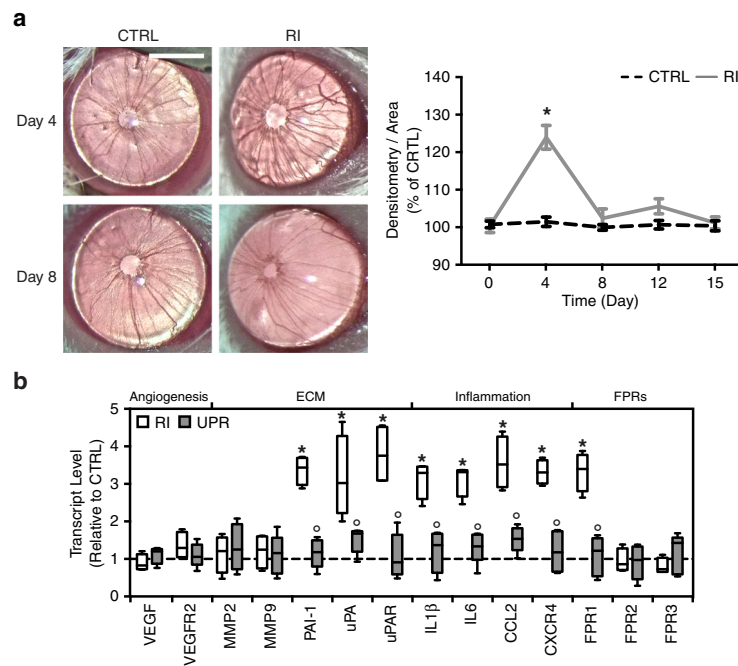 a
CTRL
RI
Day 4
Day 8
CTRL
RI
Densitometry / Area
(% of CRTL)
140
130
120
110
100
90
*
0
4
8
12
15
Time (Day)
b
Angiogenesis
ECM
Inflammation
FPRs
RI
UPR
Transcript Level
(Relative to CTRL)
5
4
3
2
1
0
* * * * * * * *
° ° ° ° ° ° ° °
VEGF
VEGFR2
MMP2
MMP9
PAI-1
uPA
uPAR
IL1β
IL6
CCL2
CXCR4
FPR1
FPR2
FPR3